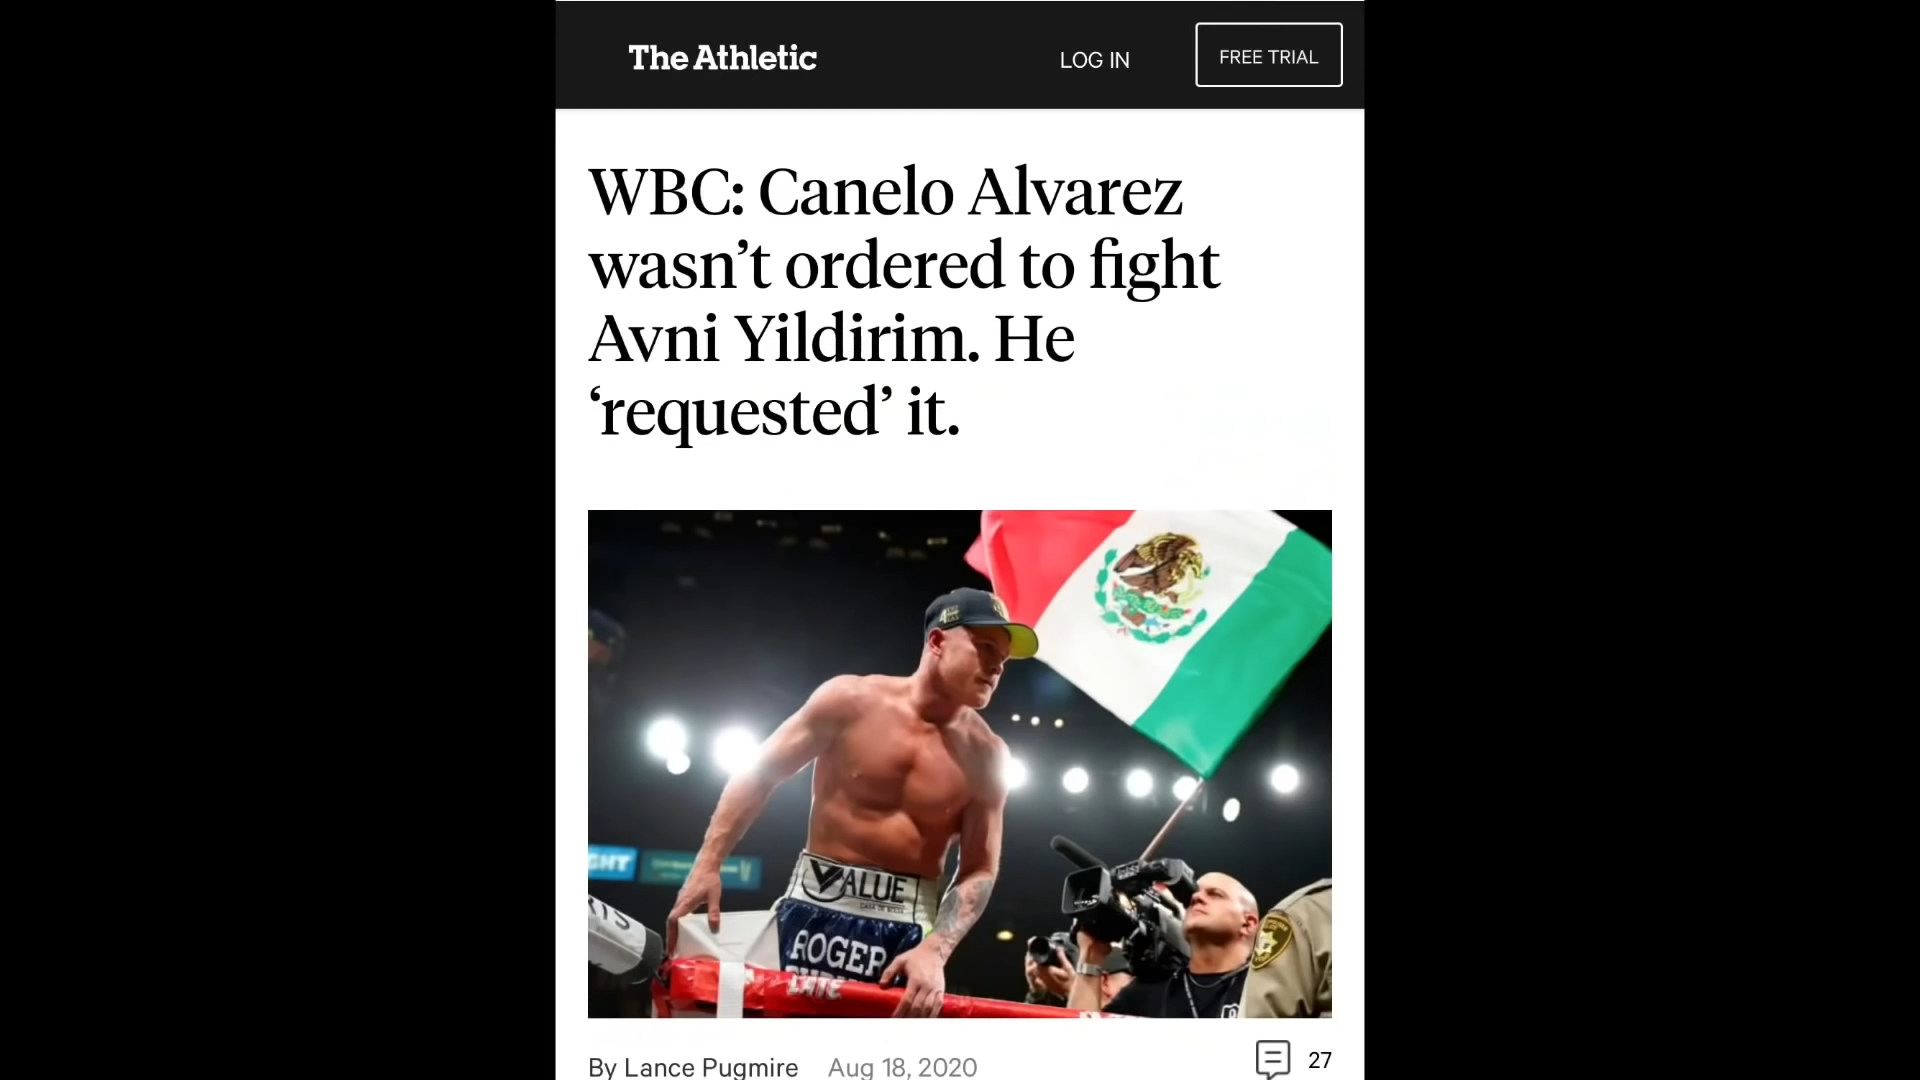 The Athletic
LOG IN
FREE TRIAL
WBC: Canelo Alvarez
wasn’t ordered to fight
Avni Yildirim. He
‘requested’ it.
VALUE
ROGER
By Lance Pugmire
Aug 18, 2020
27